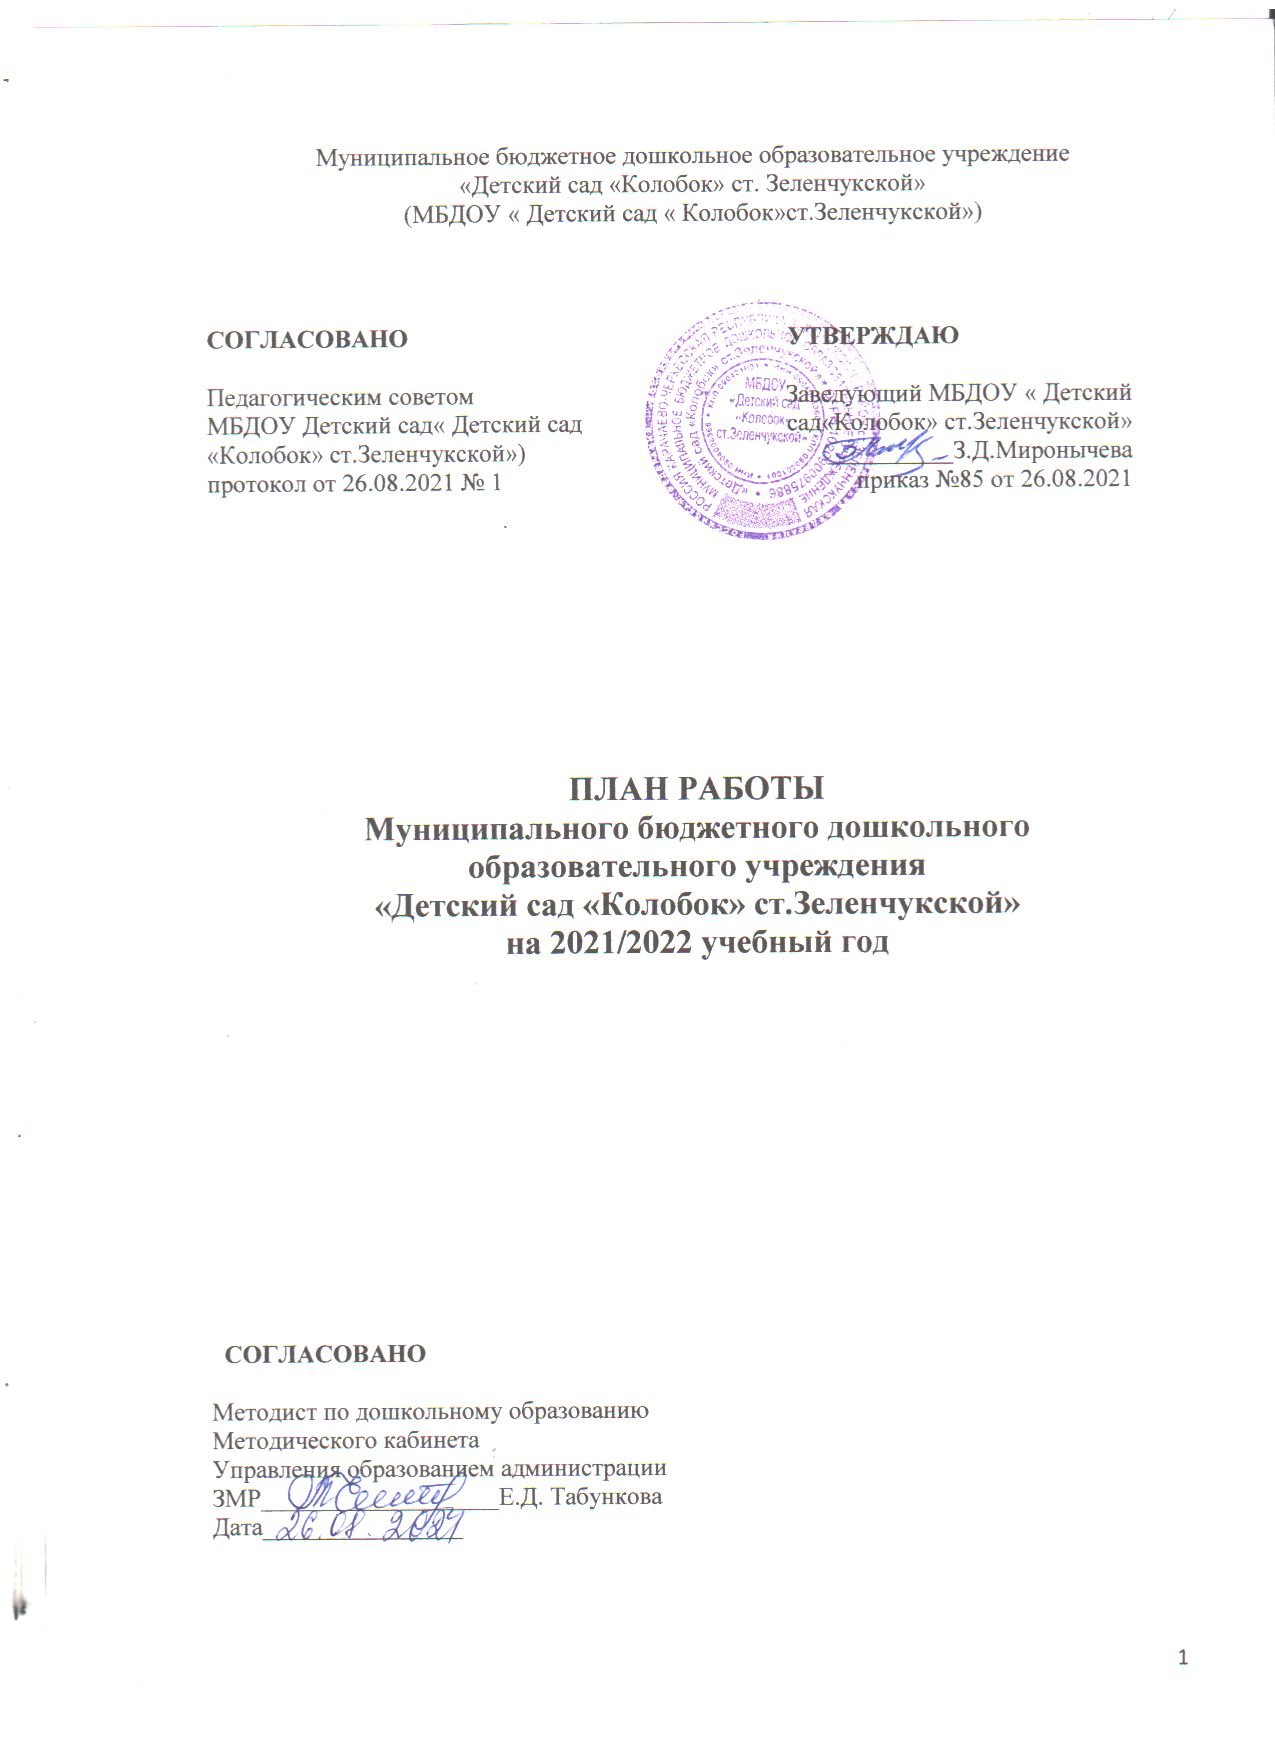 Муниципальное бюджетное дошкольное образовательное учреждение
«Детский сад «Колобок» ст. Зеленчукской»
(МБДОУ « Детский сад « Колобок»ст.Зеленчукской»)
СОГЛАСОВАНО
Педагогическим советом
МБДОУ Детский сад« Детский сад
«Колобок» ст.Зеленчукской»)
протокол от 26.08.2021 № 1
УТВЕРЖДАЮ
Заведующий МБДОУ « Детский
сад«Колобок» ст.Зеленчукской»
__________З.Д.Миронычева
приказ №85 от 26.08.2021
МБДОУ
«Детский сад
«Колобок»
ст.Зеленчукской»
ПЛАН РАБОТЫ
Муниципального бюджетного дошкольного
образовательного учреждения
«Детский сад «Колобок» ст.Зеленчукской»
на 2021/2022 учебный год
СОГЛАСОВАНО
Методист по дошкольному образованию
Методического кабинета
Управления образованием администрации
ЗМР___________________Е.Д. Табункова
Дата 26.08.2021
1